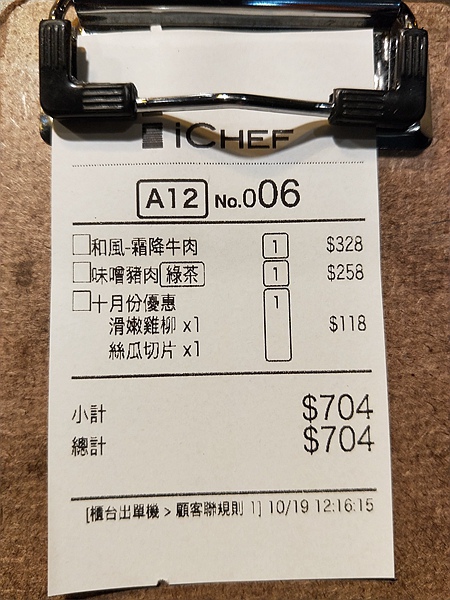 iCHEF
A12 No.006
和風-霜降牛肉 1 $328
味噌豬肉 綠茶 1 $258
十月份優惠 1
滑嫩雞柳 x1 $118
絲瓜切片 x1
小計 $704
總計 $704
[櫃台出單機 > 顧客聯規則 1] 10/19 12:16:15